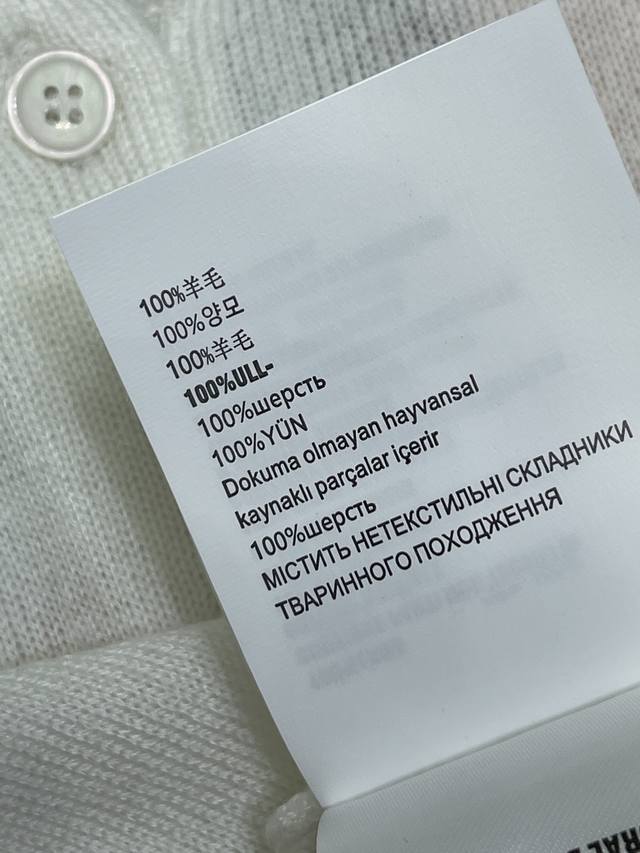 100%羊毛
100%양모
100%羊毛
100%ULL-
100%шерсть
100%YÜN
Dokuma olmayan hayvansal
kaynaklı parçalar içerir
100%шерсть
МІСТИТЬ НЕТЕКСТИЛЬНІ СКЛАДНИКИ
ТВАРИННОГО ПОХОДЖЕННЯ